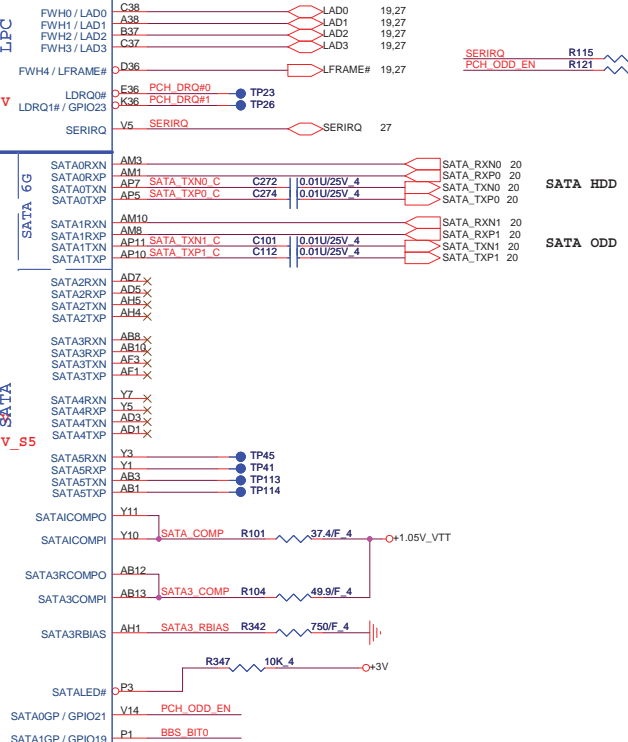 LPC
FWH0 / LAD0 C38 LAD0 19,27
FWH1 / LAD1 A38 LAD1 19,27
FWH2 / LAD2 B37 LAD2 19,27
FWH3 / LAD3 C37 LAD3 19,27
FWH4 / LFRAME# D36 LFRAME# 19,27
SERIRQ R115
PCH_ODD_EN R121
LDRQ0# E36 PCH_DRQ#0 TP23
V LDRQ1# / GPIO23 K36 PCH_DRQ#1 TP26
SERIRQ V5 SERIRQ SERIRQ 27
SATA 6G
SATA0RXN AM3 SATA_RXN0 20
SATA0RXP AM1 SATA_RXP0 20
SATA0TXN AP7 SATA_TXN0_C C272 0.01U/25V_4 SATA_TXN0 20 SATA HDD
SATA0TXP AP5 SATA_TXP0_C C274 0.01U/25V_4 SATA_TXP0 20
SATA1RXN AM10 SATA_RXN1 20
SATA1RXP AM8 SATA_RXP1 20
SATA1TXN AP11 SATA_TXN1_C C101 0.01U/25V_4 SATA_TXN1 20 SATA ODD
SATA1TXP AP10 SATA_TXP1_C C112 0.01U/25V_4 SATA_TXP1 20
SATA2RXN AD7
SATA2RXP AD5
SATA2TXN AH5
SATA2TXP AH4
SATA3RXN AB8
SATA3RXP AB10
SATA3TXN AF3
SATA3TXP AF1
SATA
SATA4RXN Y7
SATA4RXP Y5
SATA4TXN AD3
SATA4TXP AD1
V_S5
SATA5RXN Y3 TP45
SATA5RXP Y1 TP41
SATA5TXN AB3 TP113
SATA5TXP AB1 TP114
SATAICOMPO Y11
SATAICOMPI Y10 SATA_COMP R101 37.4/F_4 +1.05V_VTT
SATA3RCOMPO AB12
SATA3COMPI AB13 SATA3_COMP R104 49.9/F_4
SATA3RBIAS AH1 SATA3_RBIAS R342 750/F_4
R347 10K_4 +3V
SATALED# P3
SATA0GP / GPIO21 V14 PCH_ODD_EN
SATA1GP / GPIO19 P1 BBS_BIT0